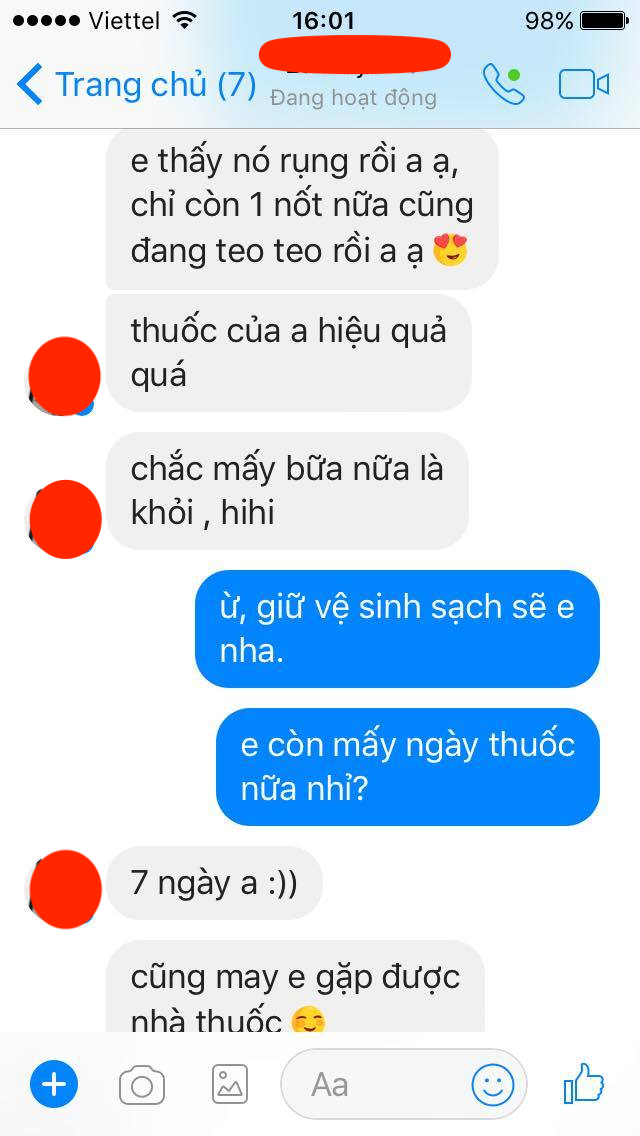 Viettel 16:01 98%
Trang chủ (7)
Đang hoạt động
e thấy nó rụng rồi a ạ,
chỉ còn 1 nốt nữa cũng
đang teo teo rồi a ạ 😍
thuốc của a hiệu quả
quá
chắc mấy bữa nữa là
khỏi , hihi
ừ, giữ vệ sinh sạch sẽ e
nha.
e còn mấy ngày thuốc
nữa nhỉ?
7 ngày a :))
cũng may e gặp được
nhà thuốc ☺️
Aa